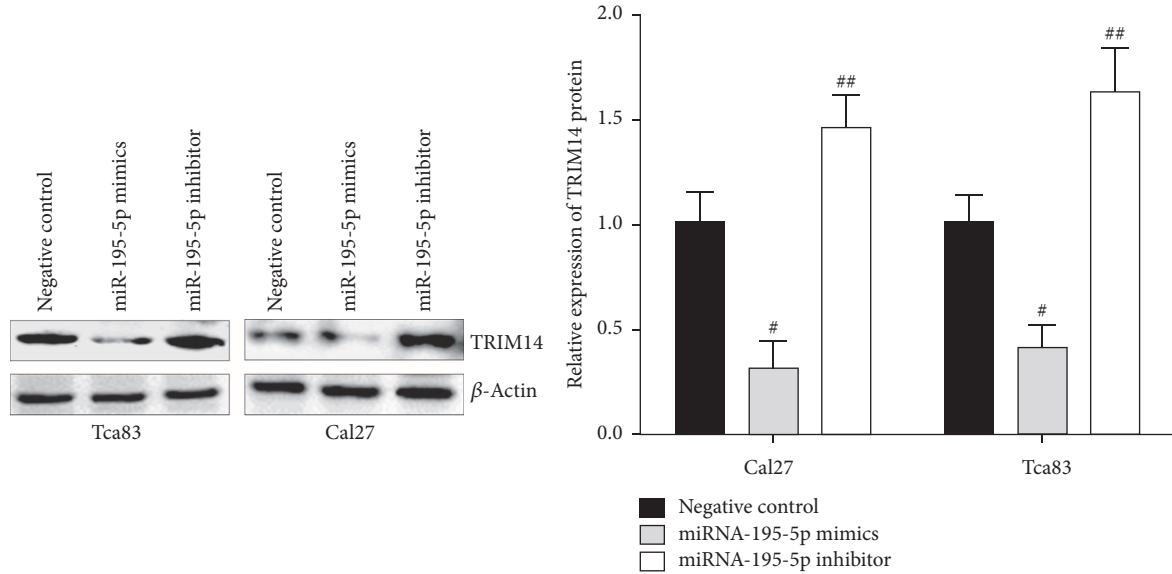 Negative control
miR-195-5p mimics
miR-195-5p inhibitor
Negative control
miR-195-5p mimics
miR-195-5p inhibitor
TRIM14
β-Actin
Tca83
Cal27
Relative expression of TRIM14 protein
2.0
1.5
1.0
0.5
0.0
#
##
#
##
Cal27
Tca83
Negative control
miRNA-195-5p mimics
miRNA-195-5p inhibitor